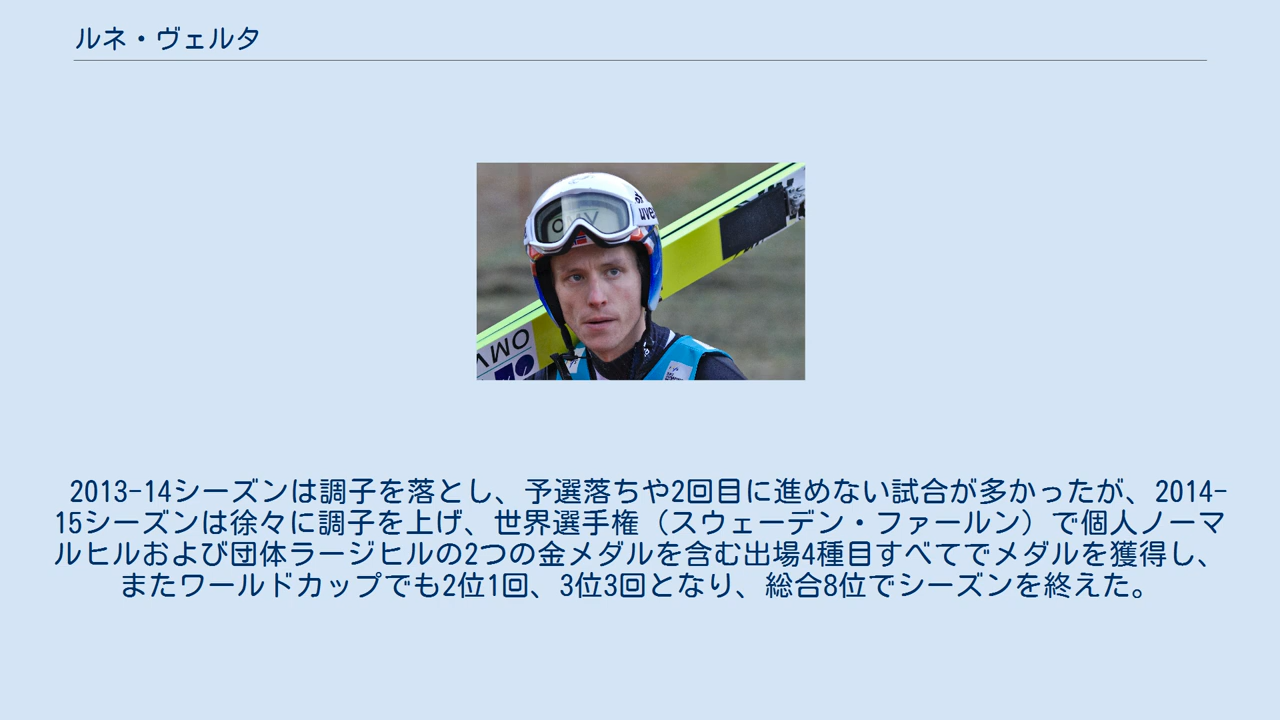 ルネ・ヴェルタ
OMV
uvex
OMV
2013-14シーズンは調子を落とし、予選落ちや2回目に進めない試合が多かったが、2014-
15シーズンは徐々に調子を上げ、世界選手権（スウェーデン・ファールン）で個人ノーマ
ルヒルおよび団体ラージヒルの2つの金メダルを含む出場4種目すべてでメダルを獲得し、
またワールドカップでも2位1回、3位3回となり、総合8位でシーズンを終えた。